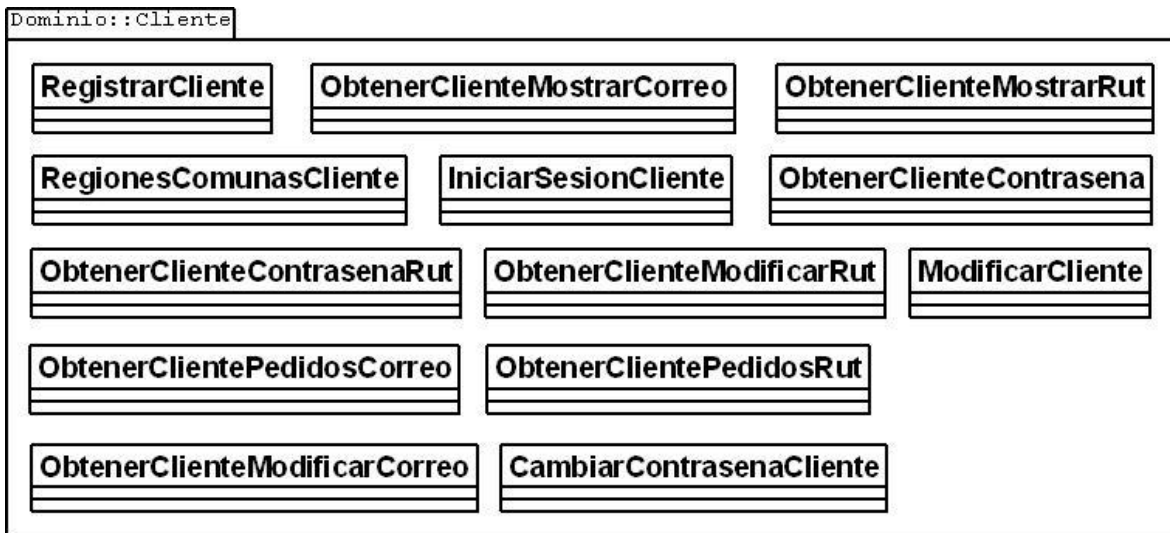 Dominio::Cliente
RegistrarCliente ObtenerClienteMostrarCorreo ObtenerClienteMostrarRut
RegionesComunasCliente IniciarSesionCliente ObtenerClienteContrasena
ObtenerClienteContrasenaRut ObtenerClienteModificarRut ModificarCliente
ObtenerClientePedidosCorreo ObtenerClientePedidosRut
ObtenerClienteModificarCorreo CambiarContrasenaCliente